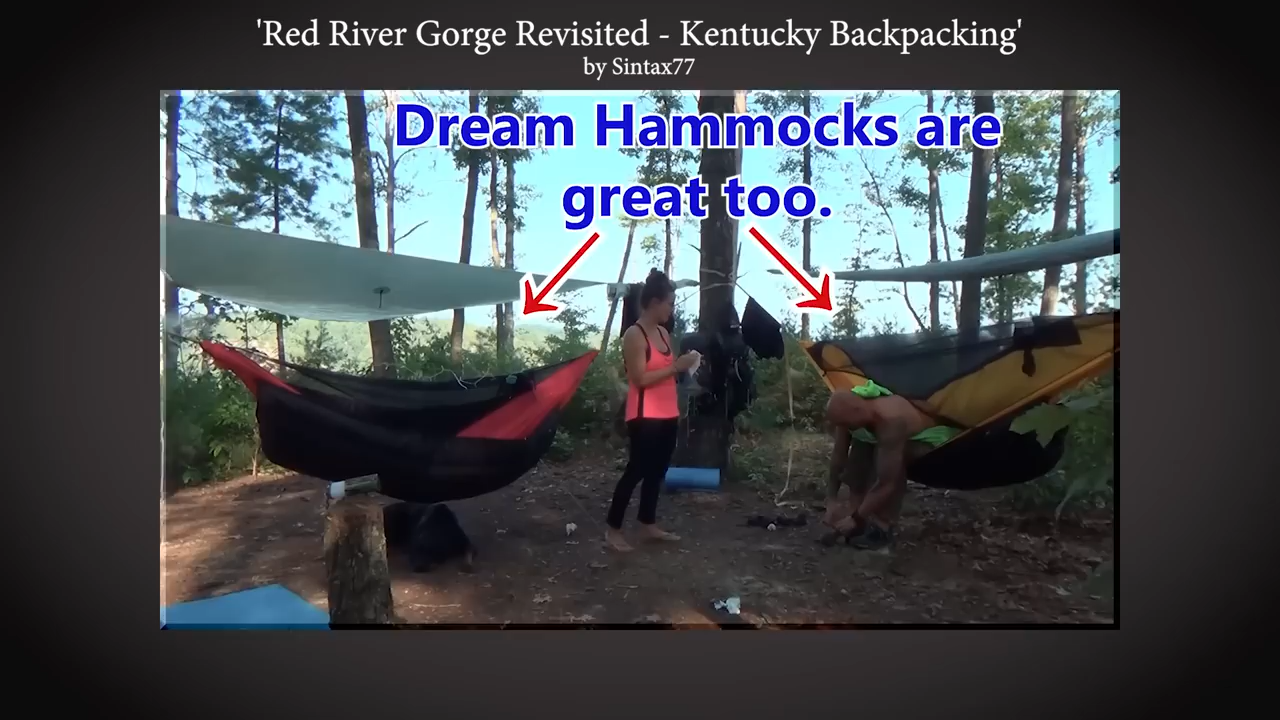 'Red River Gorge Revisited - Kentucky Backpacking'
by Sintax77
Dream Hammocks are
great too.